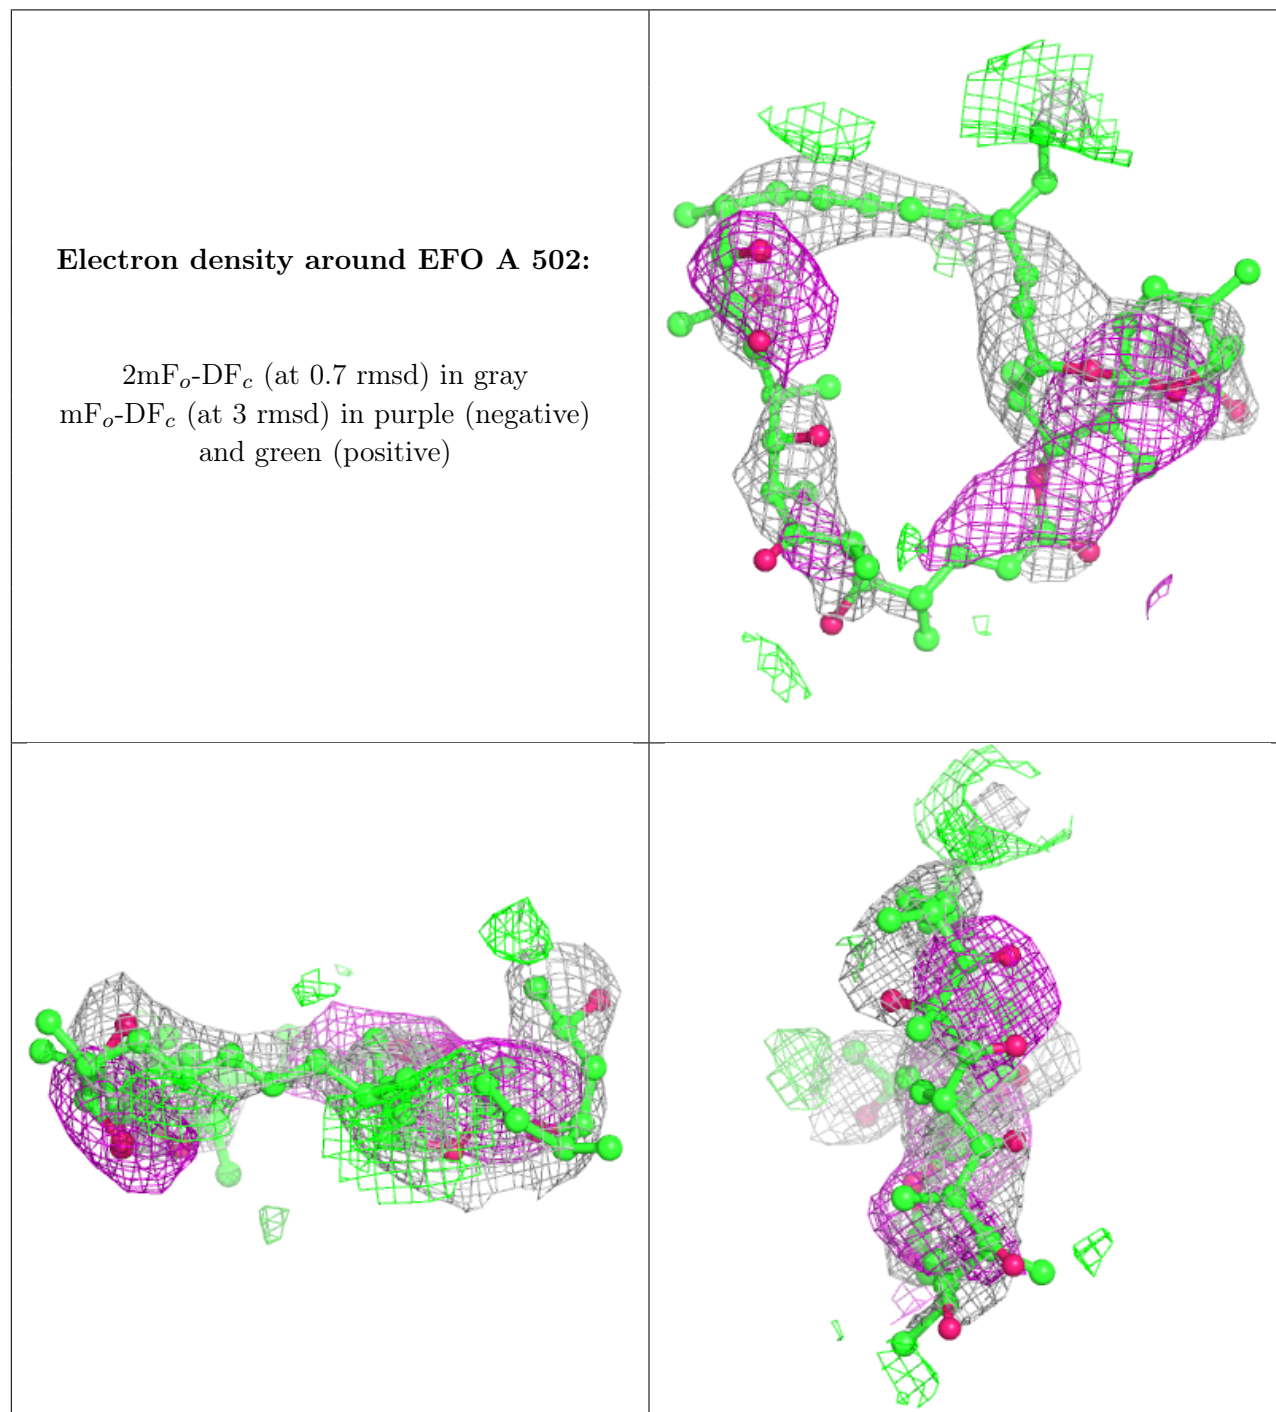 Electron density around EFO A 502:
2mFo-DFc (at 0.7 rmsd) in gray
mFo-DFc (at 3 rmsd) in purple (negative)
and green (positive)